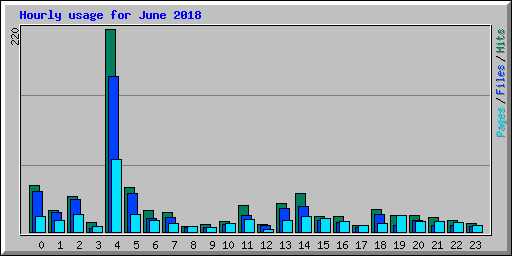 Hourly usage for June 2018
220
Pages/Files/Hits
0 1 2 3 4 5 6 7 8 9 10 11 12 13 14 15 16 17 18 19 20 21 22 23